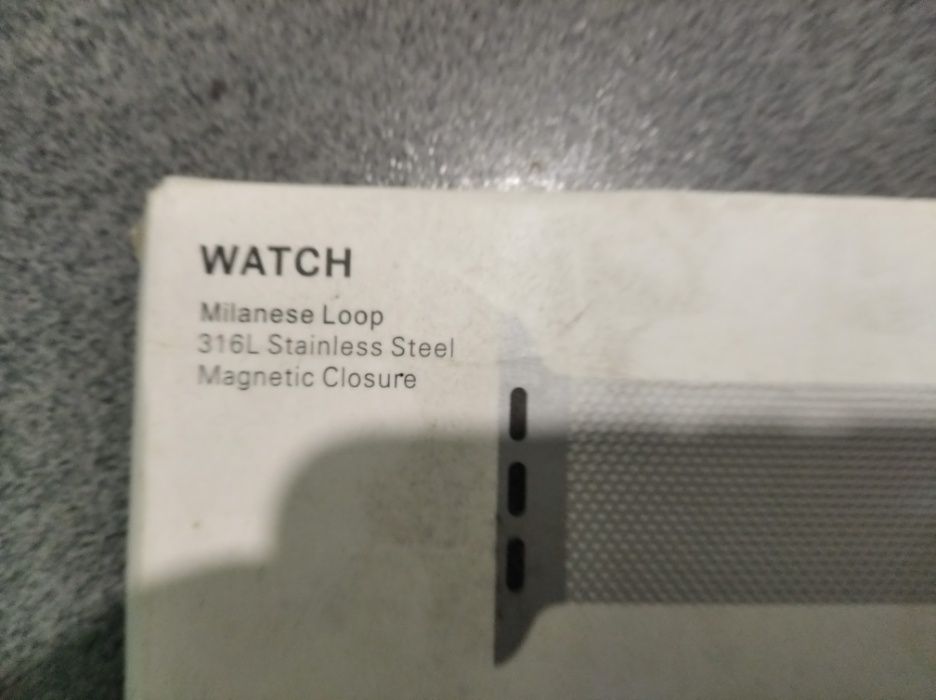 WATCH
Milanese Loop
316L Stainless Steel
Magnetic Closure